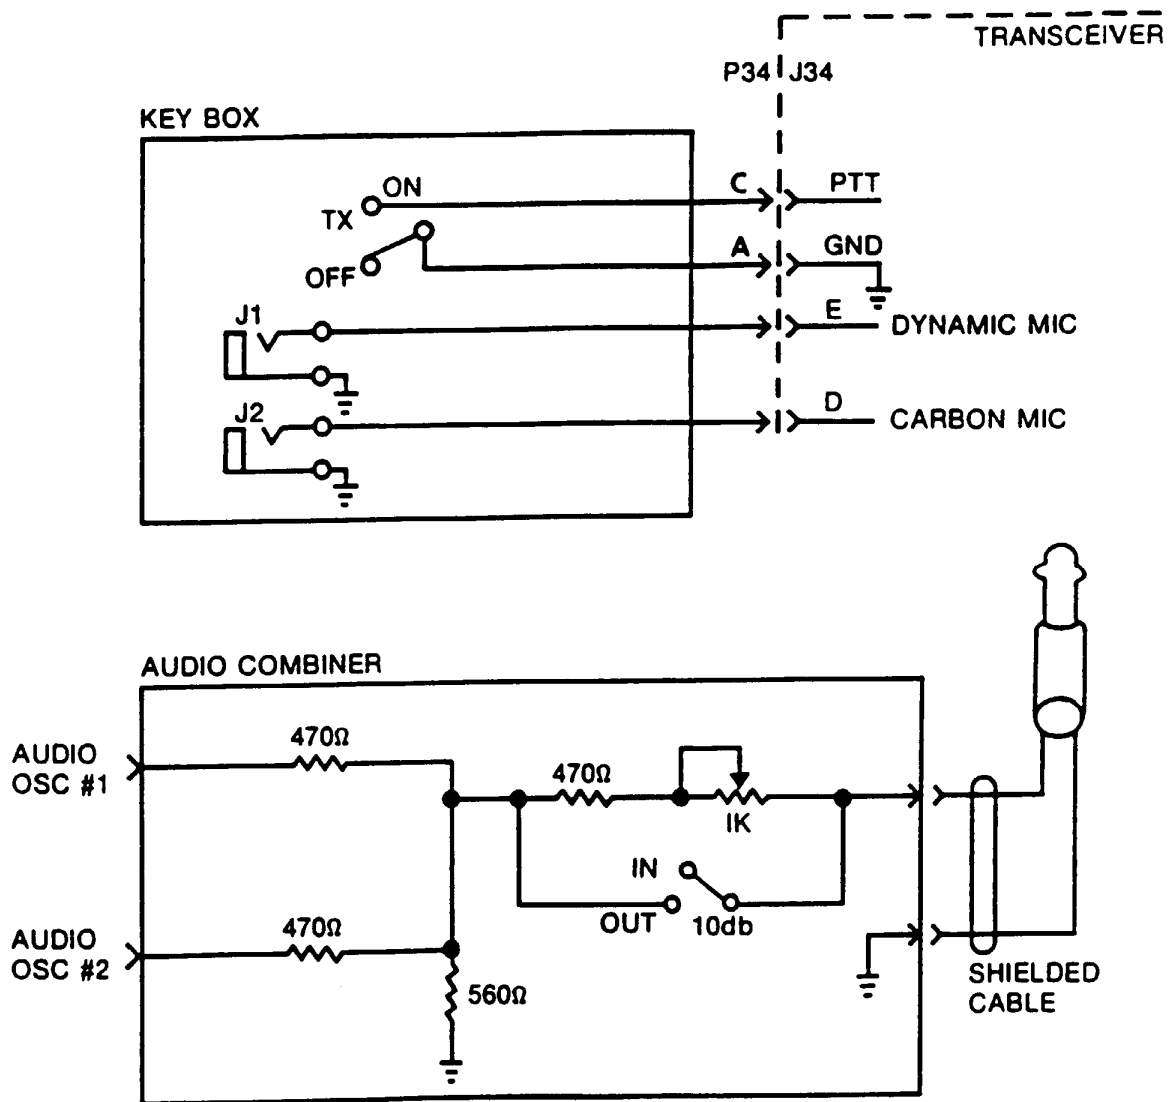 TRANSCEIVER
P34 J34
KEY BOX
ON
TX
OFF
C
PTT
A
GND
J1
E
DYNAMIC MIC
J2
D
CARBON MIC
AUDIO COMBINER
AUDIO
OSC #1
470Ω
470Ω
1K
IN
OUT
10db
AUDIO
OSC #2
470Ω
560Ω
SHIELDED
CABLE